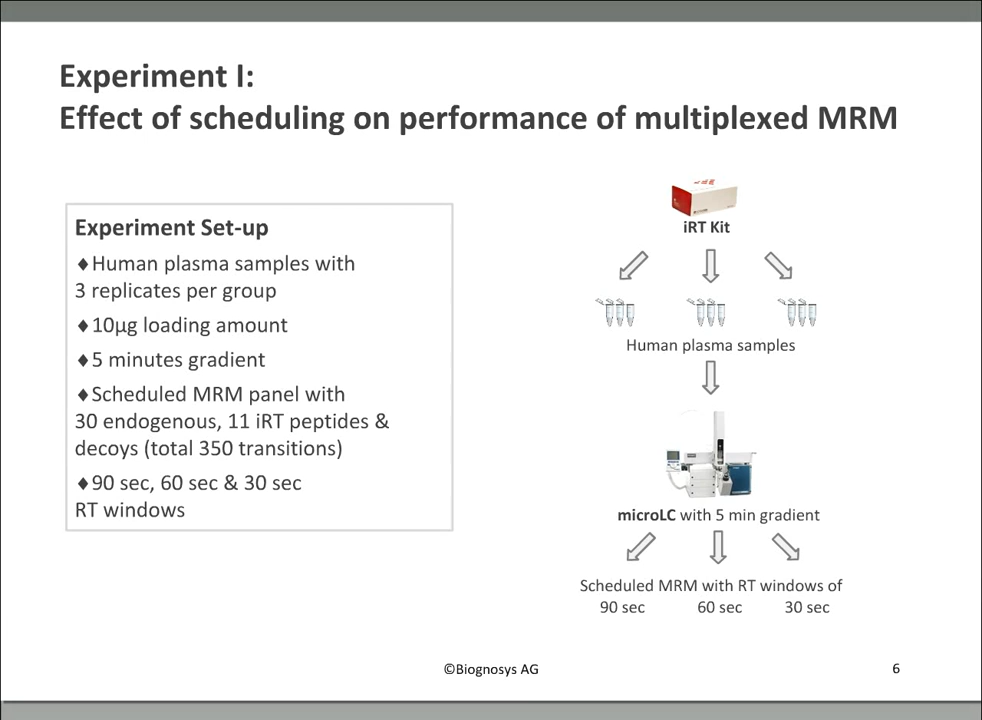 Experiment I:
Effect of scheduling on performance of multiplexed MRM
Experiment Set-up
♦Human plasma samples with
3 replicates per group
♦10µg loading amount
♦5 minutes gradient
♦Scheduled MRM panel with
30 endogenous, 11 iRT peptides &
decoys (total 350 transitions)
♦90 sec, 60 sec & 30 sec
RT windows
iRT Kit
Human plasma samples
microLC with 5 min gradient
Scheduled MRM with RT windows of
90 sec 60 sec 30 sec
©Biognosys AG
6